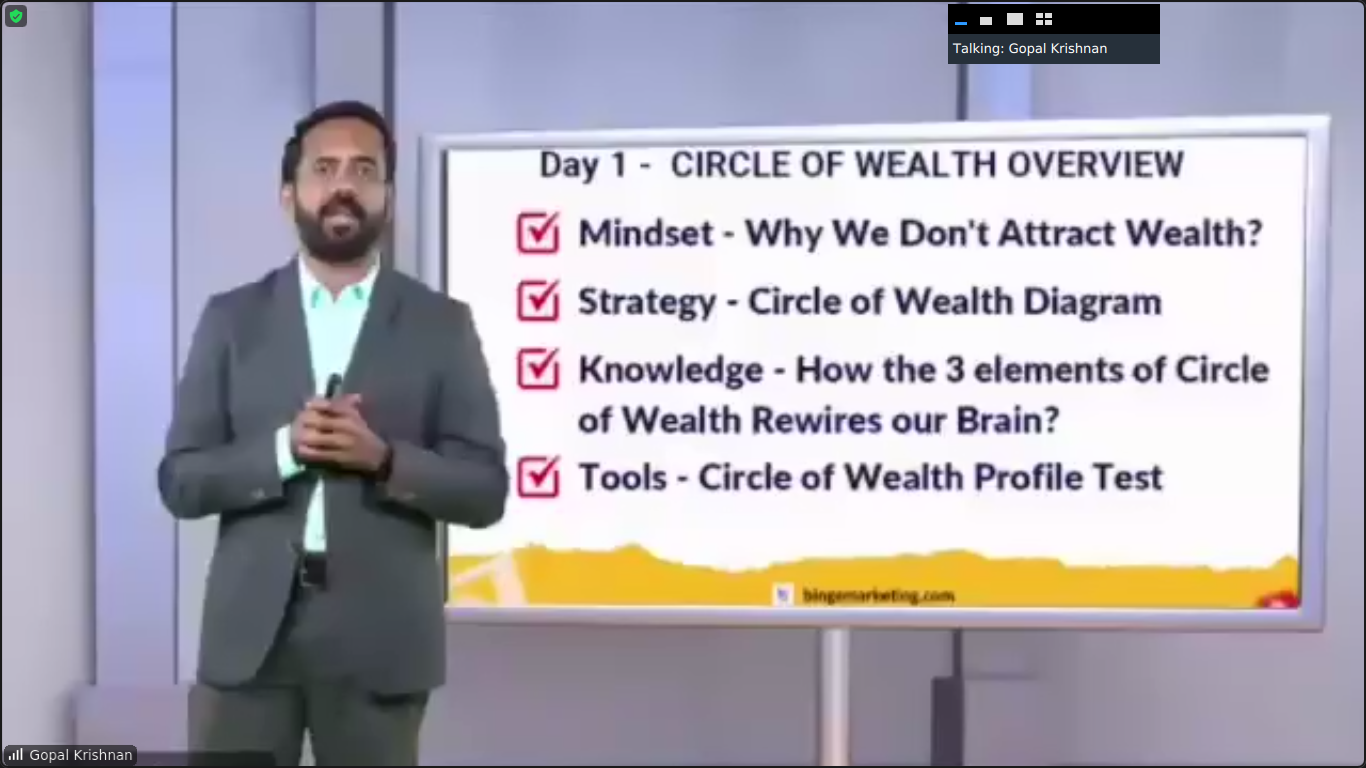 Talking: Gopal Krishnan
Day 1 - CIRCLE OF WEALTH OVERVIEW
Mindset - Why We Don't Attract Wealth?
Strategy - Circle of Wealth Diagram
Knowledge - How the 3 elements of Circle
of Wealth Rewires our Brain?
Tools - Circle of Wealth Profile Test
bingemarketing.com
Gopal Krishnan